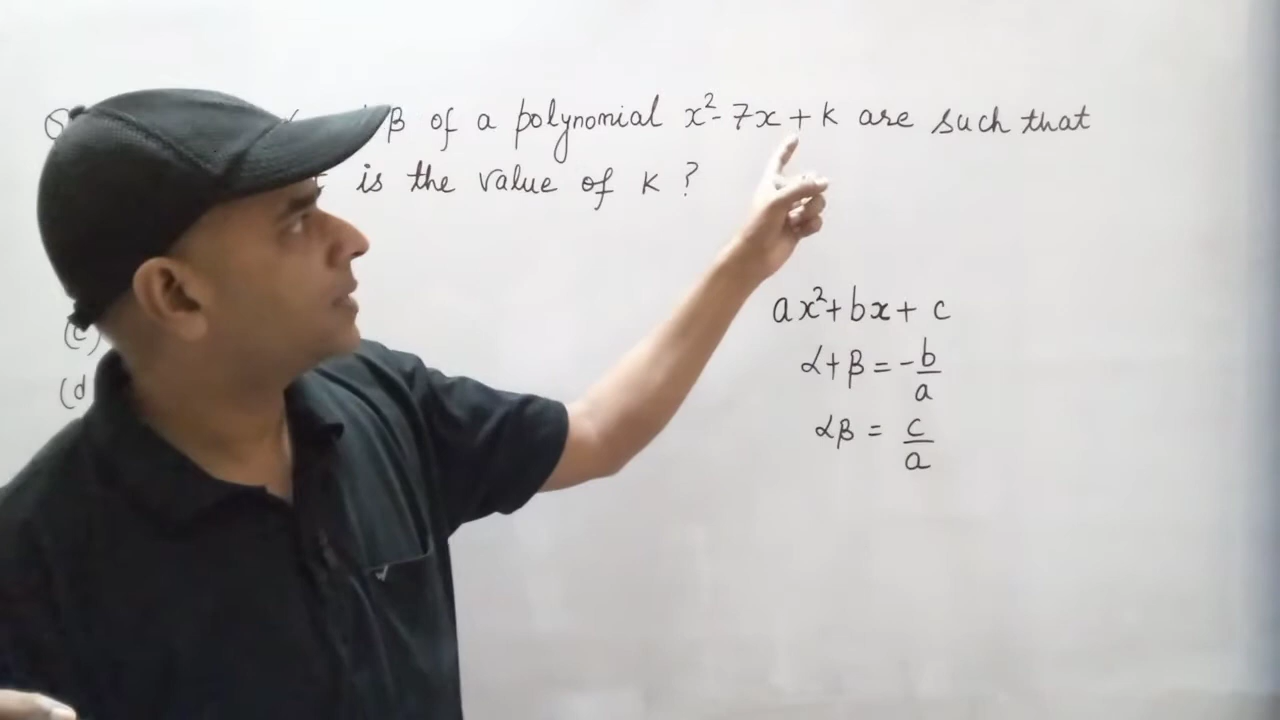 β of a polynomial x²-7x+k are such that
is the value of k ?
(c)
(d
ax²+bx+c
α+β=-b/a
αβ = c/a